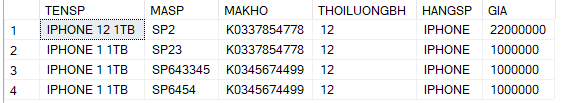 TENSP MASP MAKHO THOILUONGBH HANGSP GIA
1 IPHONE 12 1TB SP2 K0337854778 12 IPHONE 22000000
2 IPHONE 1 1TB SP23 K0337854778 12 IPHONE 1000000
3 IPHONE 1 1TB SP643345 K0345674499 12 IPHONE 1000000
4 IPHONE 1 1TB SP6454 K0345674499 12 IPHONE 1000000